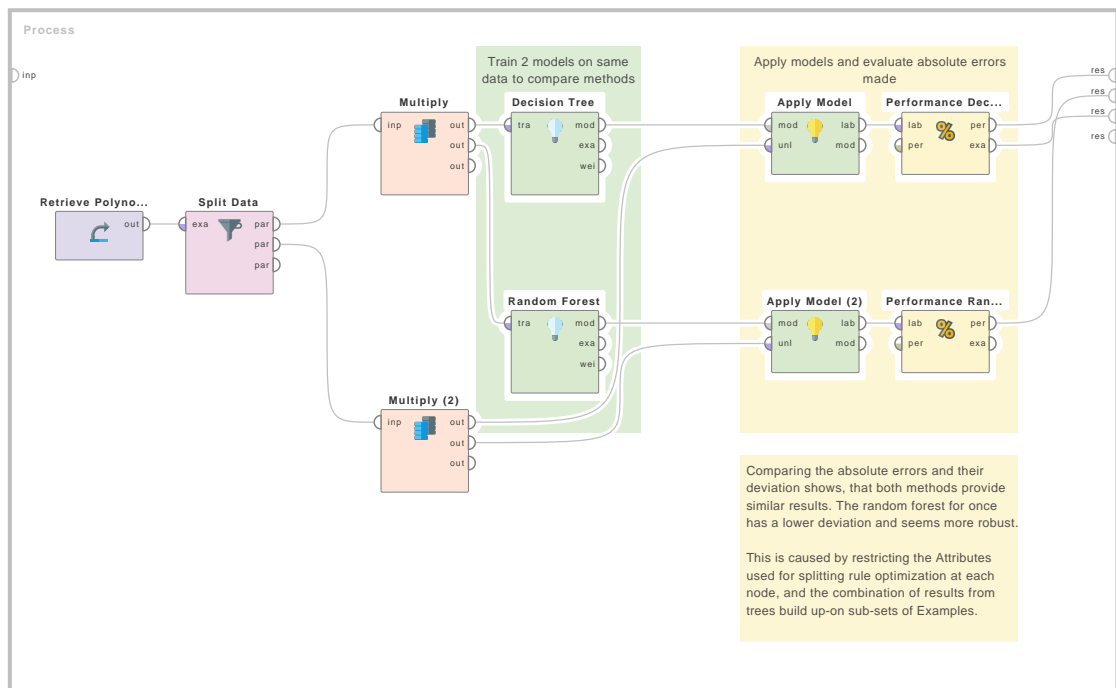 Process
inp
res
res
res
res
Train 2 models on same
data to compare methods
Apply models and evaluate absolute errors
made
Multiply
inp
out
out
out
Decision Tree
tra
mod
exa
wei
Apply Model
mod
unl
lab
mod
Performance Dec...
lab
per
per
exa
Retrieve Polyno...
out
Split Data
exa
par
par
par
Random Forest
tra
mod
exa
wei
Apply Model (2)
mod
unl
lab
mod
Performance Ran...
lab
per
per
exa
Multiply (2)
inp
out
out
out
Comparing the absolute errors and their
deviation shows, that both methods provide
similar results. The random forest for once
has a lower deviation and seems more robust.
This is caused by restricting the Attributes
used for splitting rule optimization at each
node, and the combination of results from
trees build up-on sub-sets of Examples.